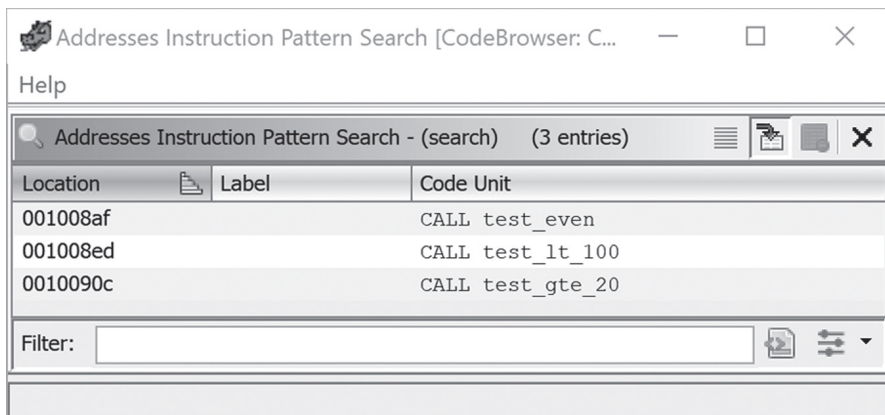 Addresses Instruction Pattern Search [CodeBrowser: C...
Help
Addresses Instruction Pattern Search - (search) (3 entries)
Location Label Code Unit
001008af CALL test_even
001008ed CALL test_lt_100
0010090c CALL test_gte_20
Filter: